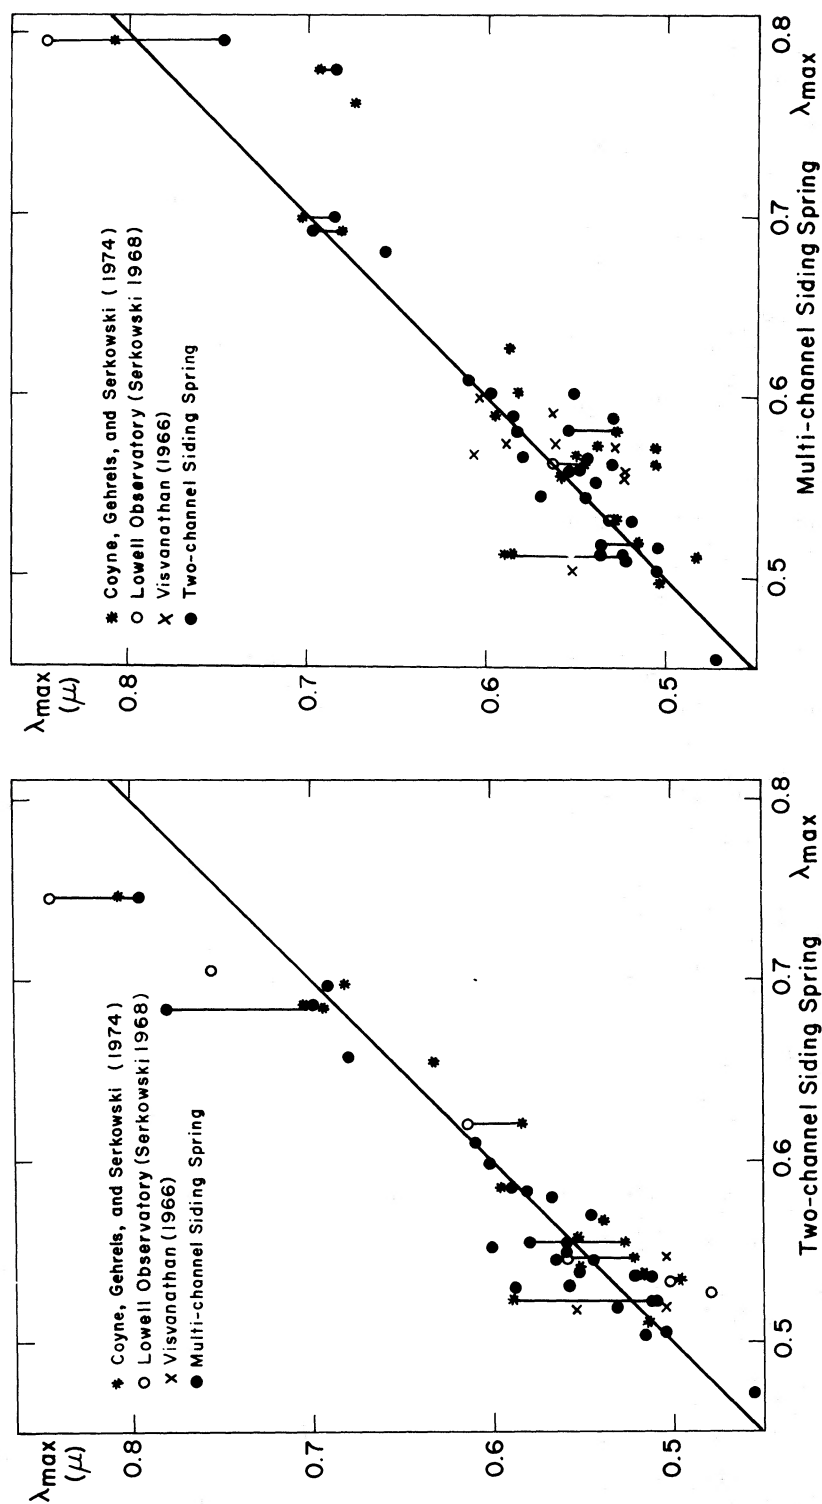 λmax
(μ)
0.8
0.7
0.6
0.5
✱ Coyne, Gehrels, and Serkowski (1974)
○ Lowell Observatory (Serkowski 1968)
x Visvanathan (1966)
● Multi-channel Siding Spring
0.5
0.6
0.7
0.8
Two-channel Siding Spring λmax
λmax
(μ)
0.8
0.7
0.6
0.5
✱ Coyne, Gehrels, and Serkowski (1974)
○ Lowell Observatory (Serkowski 1968)
x Visvanathan (1966)
● Two-channel Siding Spring
0.5
0.6
0.7
0.8
Multi-channel Siding Spring λmax